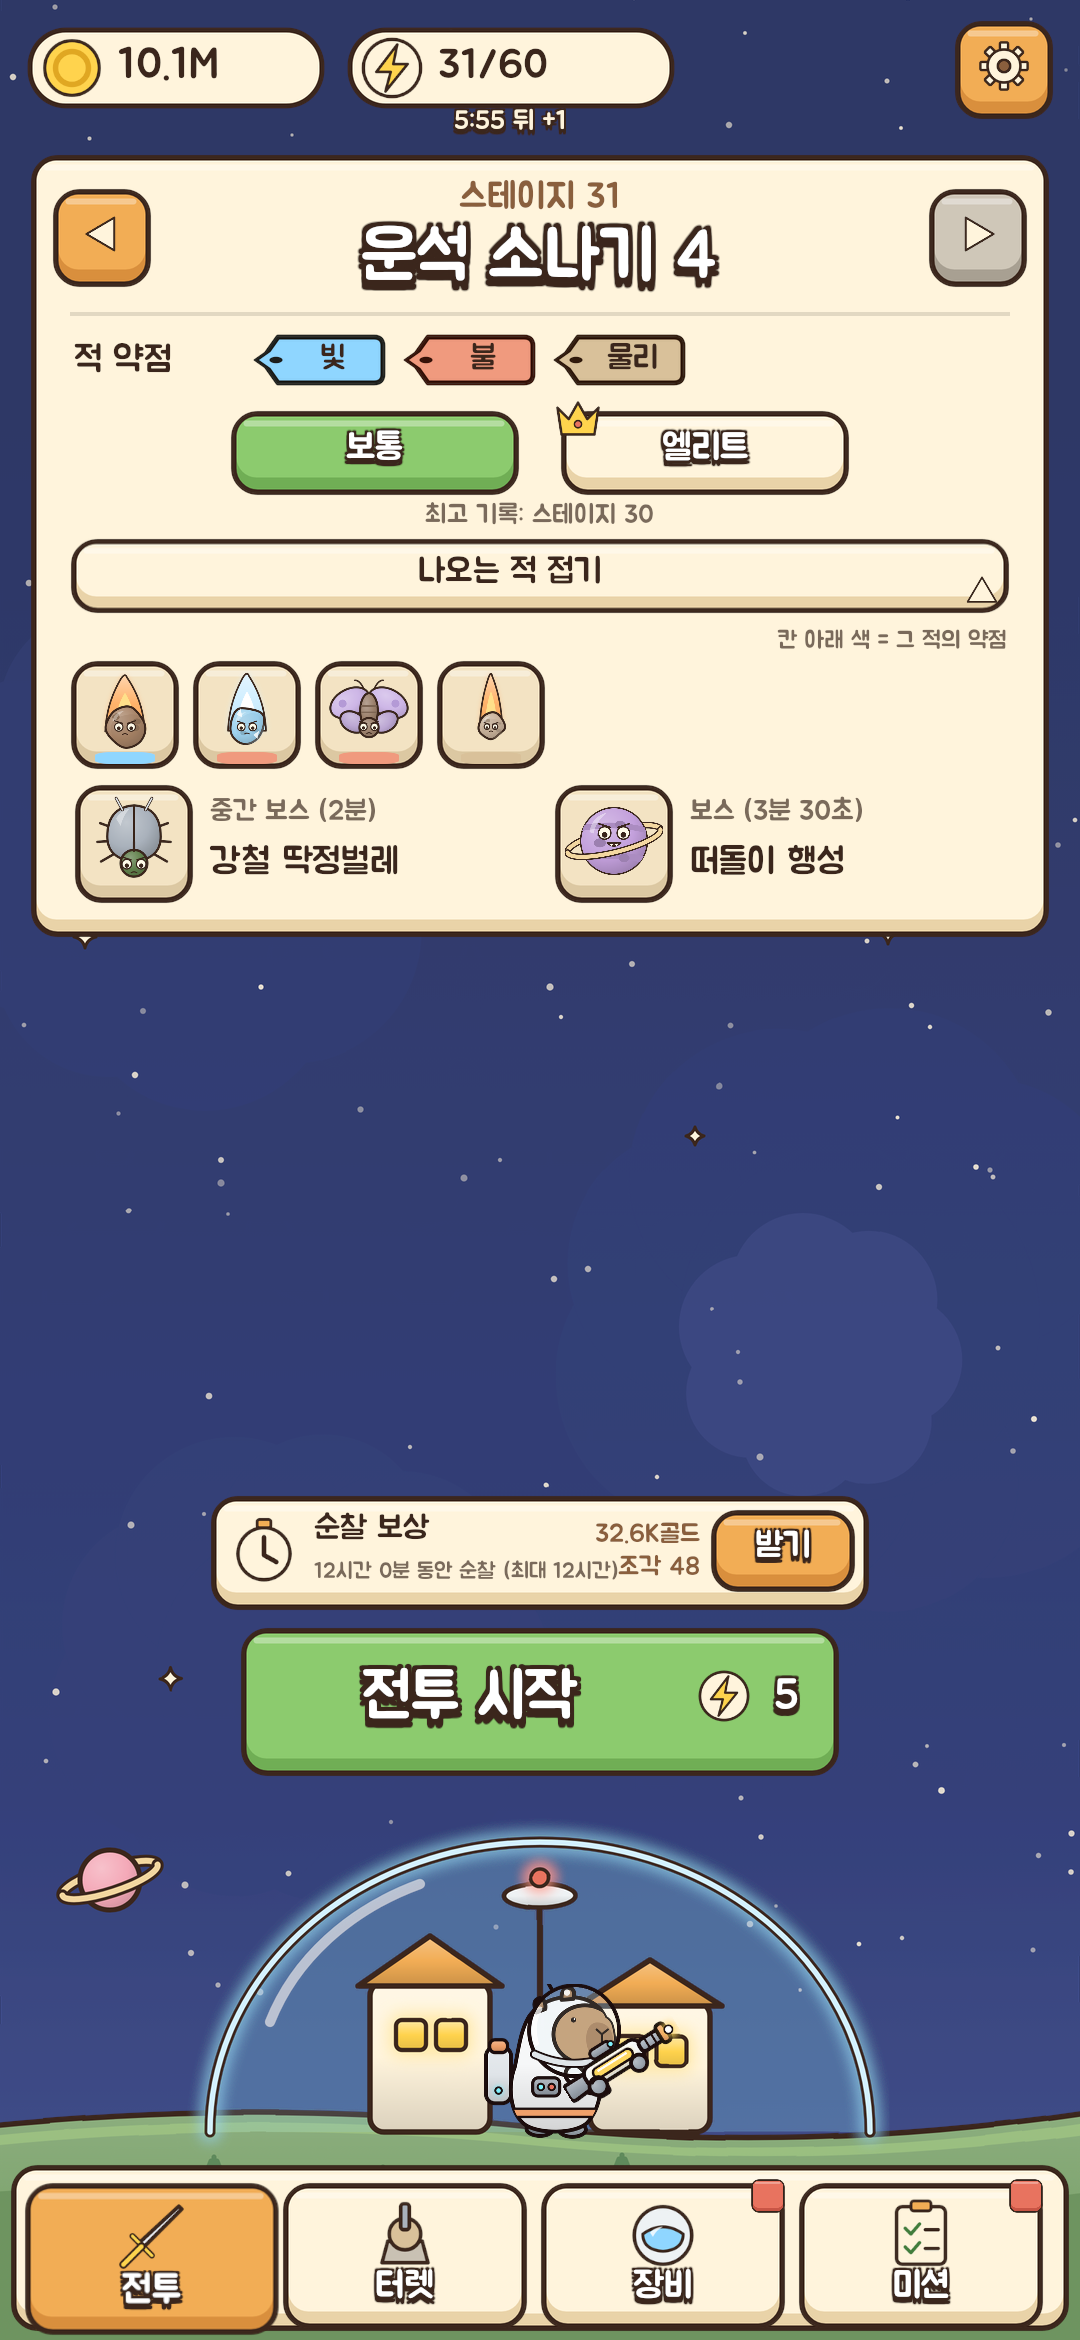 10.1M
31/60
5:55 뒤 +1
스테이지 31
운석 소나기 4
적 약점
빛
불
물리
보통
엘리트
최고 기록: 스테이지 30
나오는 적 접기
칸 아래 색 = 그 적의 약점
중간 보스 (2분)
강철 딱정벌레
보스 (3분 30초)
떠돌이 행성
순찰 보상
12시간 0분 동안 순찰 (최대 12시간)
32.6K골드
조각 48
받기
전투 시작
5
전투
터렛
장비
미션